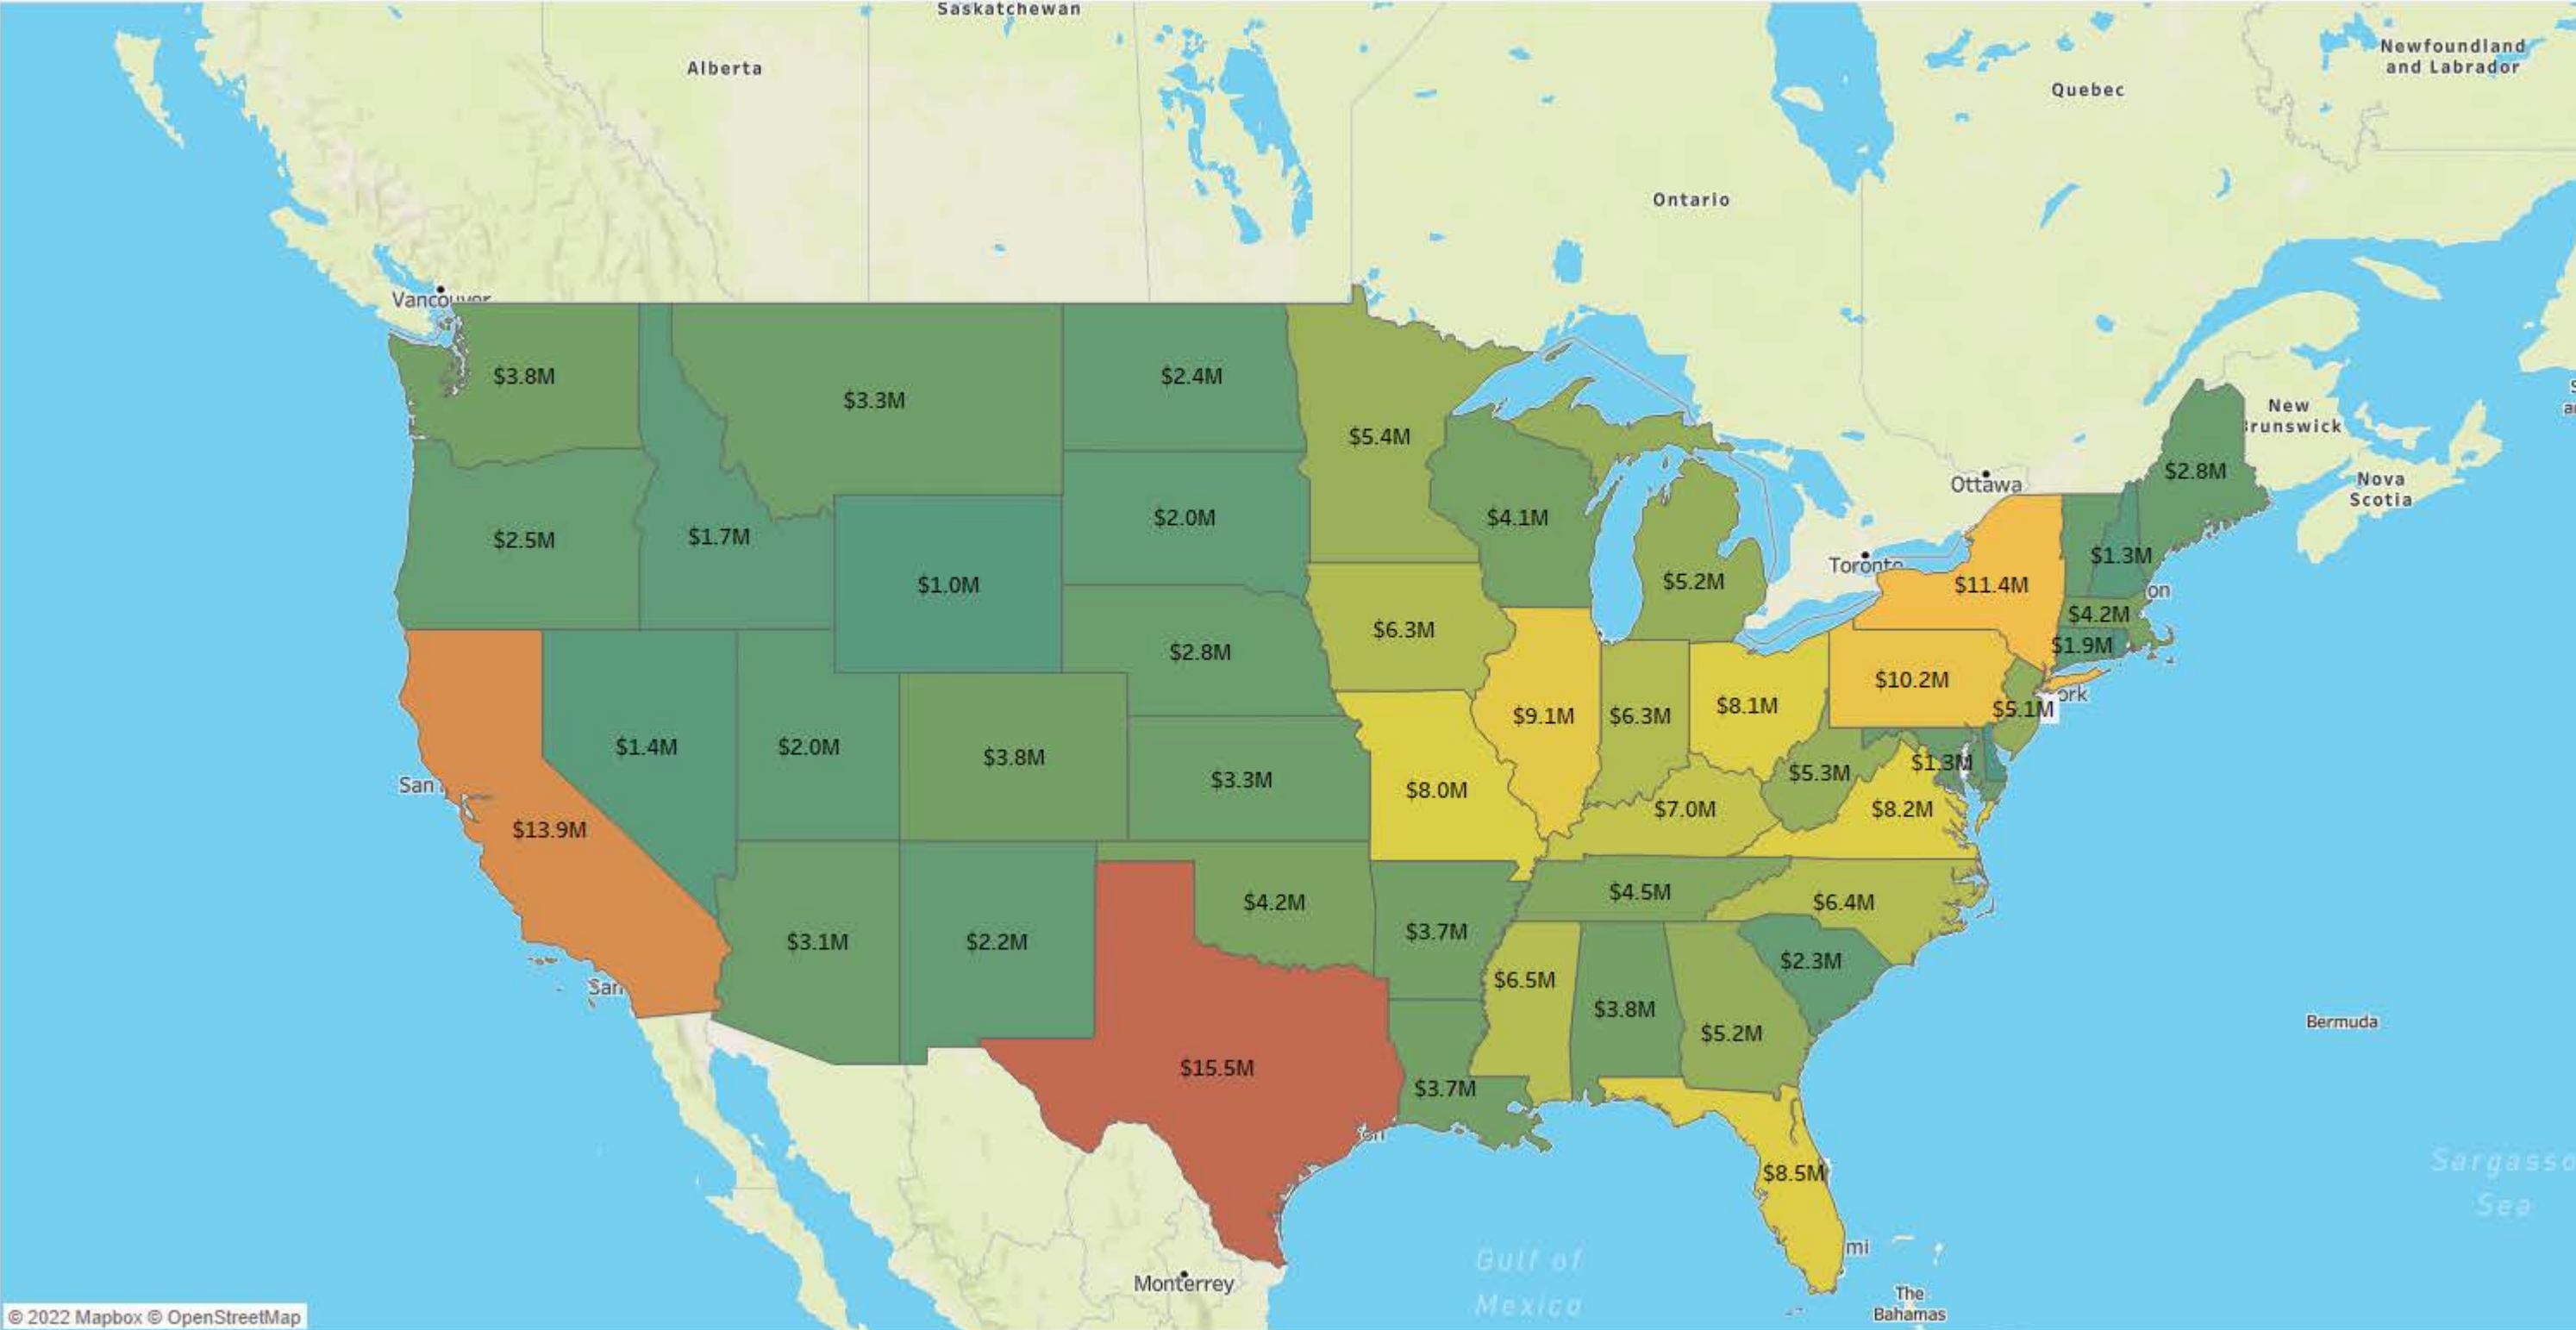 Saskatchewan
Alberta
Newfoundland
and Labrador
Quebec
Ontario
Vancouver
$3.8M
$3.3M
$2.4M
$5.4M
$4.1M
$5.2M
Ottawa
$2.8M
New
Brunswick
Nova
Scotia
$2.5M
$1.7M
$1.0M
$2.0M
Toronto
$11.4M
$1.3M
on
$4.2M
$1.9M
$2.8M
$6.3M
$10.2M
ork
$5.1M
$1.4M
$2.0M
$3.8M
$3.3M
$8.0M
$9.1M
$6.3M
$8.1M
$5.3M
$1.3M
San
$13.9M
$7.0M
$8.2M
$4.2M
$4.5M
$6.4M
$3.1M
$2.2M
$3.7M
$6.5M
$3.8M
$5.2M
$2.3M
San
$15.5M
$3.7M
$8.5M
Bermuda
Sargasso
Sea
mi
Gulf of
Mexico
Monterrey
The
Bahamas
© 2022 Mapbox © OpenStreetMap